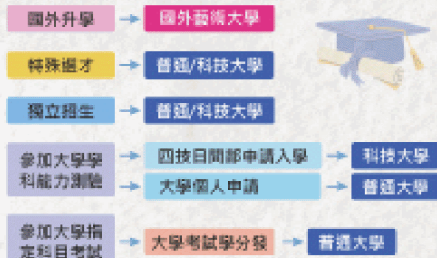 國外升學
國外藝術大學
特殊選才
普通/科技大學
獨立招生
普通/科技大學
參加大學學
科能力測驗
四技日間部申請入學
科技大學
大學個人申請
普通大學
參加大學指
定科目考試
大學考試學分發
普通大學